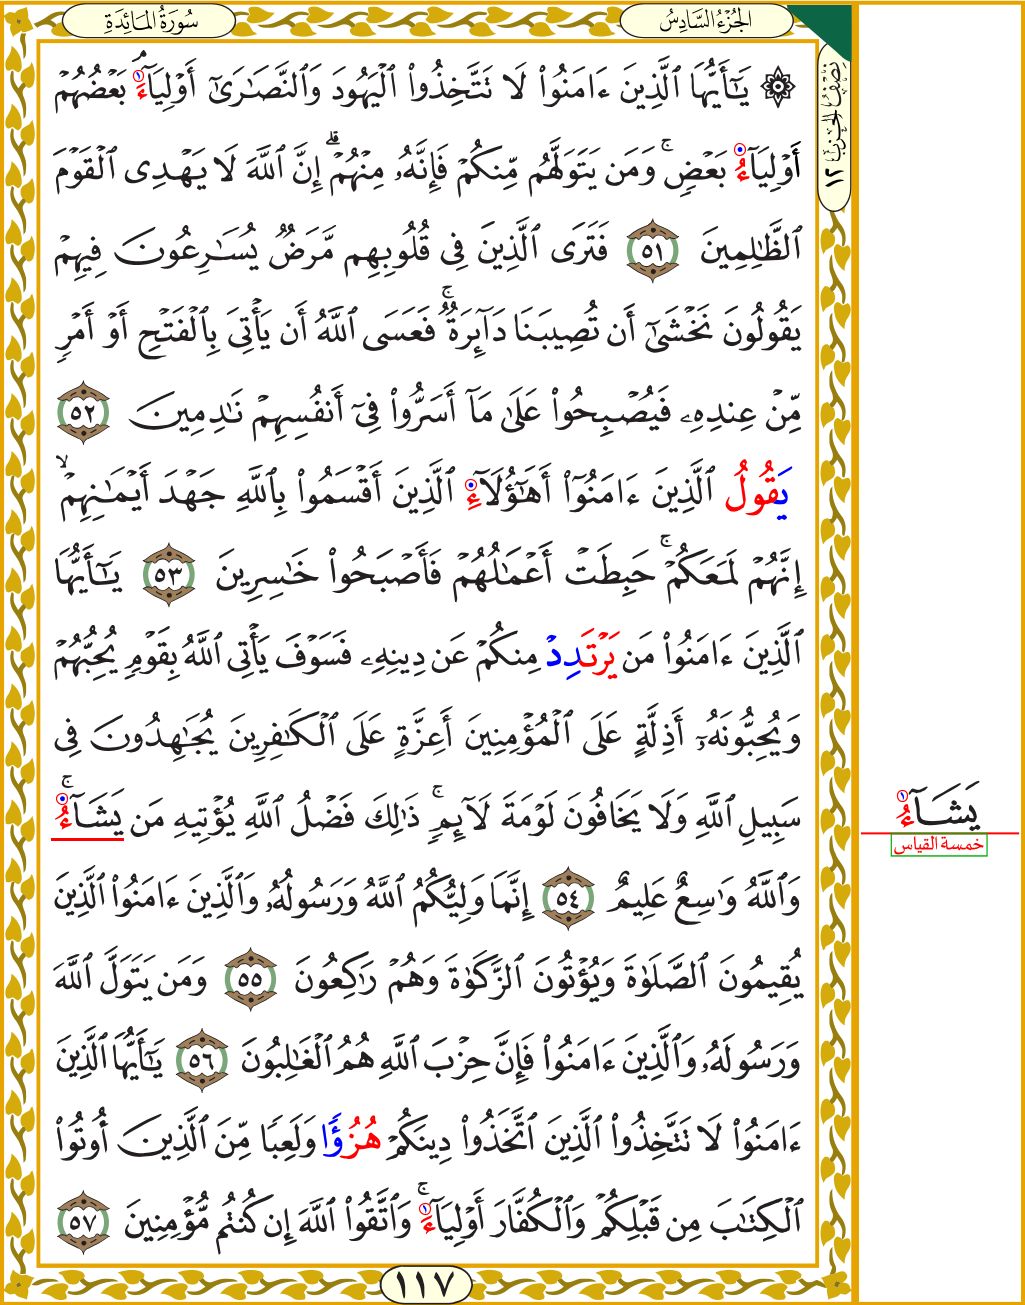 الجُزْءُ السَّادِسُ
سُورَةُ المَائِدَةِ
نِصْفُ الحِزْبِ ١٢
۞ يَٰٓأَيُّهَا ٱلَّذِينَ ءَامَنُوا۟ لَا تَتَّخِذُوا۟ ٱلْيَهُودَ وَٱلنَّصَٰرَىٰٓ أَوْلِيَآءَ ۘ بَعْضُهُمْ
أَوْلِيَآءُ بَعْضٍ ۚ وَمَن يَتَوَلَّهُم مِّنكُمْ فَإِنَّهُۥ مِنْهُمْ ۗ إِنَّ ٱللَّهَ لَا يَهْدِى ٱلْقَوْمَ
ٱلظَّٰلِمِينَ ٥١ فَتَرَى ٱلَّذِينَ فِى قُلُوبِهِم مَّرَضٌ يُسَٰرِعُونَ فِيهِمْ
يَقُولُونَ نَخْشَىٰٓ أَن تُصِيبَنَا دَآئِرَةٌ ۚ فَعَسَى ٱللَّهُ أَن يَأْتِىَ بِٱلْفَتْحِ أَوْ أَمْرٍ
مِّنْ عِندِهِۦ فَيُصْبِحُوا۟ عَلَىٰ مَآ أَسَرُّوا۟ فِىٓ أَنفُسِهِمْ نَٰدِمِينَ ٥٢
يَقُولُ ٱلَّذِينَ ءَامَنُوٓا۟ أَهَٰٓؤُلَآءِ ٱلَّذِينَ أَقْسَمُوا۟ بِٱللَّهِ جَهْدَ أَيْمَٰنِهِمْ ۙ
إِنَّهُمْ لَمَعَكُمْ ۚ حَبِطَتْ أَعْمَٰلُهُمْ فَأَصْبَحُوا۟ خَٰسِرِينَ ٥٣ يَٰٓأَيُّهَا
ٱلَّذِينَ ءَامَنُوا۟ مَن يَرْتَدِدْ مِنكُمْ عَن دِينِهِۦ فَسَوْفَ يَأْتِى ٱللَّهُ بِقَوْمٍ يُحِبُّهُمْ
وَيُحِبُّونَهُۥٓ أَذِلَّةٍ عَلَى ٱلْمُؤْمِنِينَ أَعِزَّةٍ عَلَى ٱلْكَٰفِرِينَ يُجَٰهِدُونَ فِى
سَبِيلِ ٱللَّهِ وَلَا يَخَافُونَ لَوْمَةَ لَآئِمٍ ۚ ذَٰلِكَ فَضْلُ ٱللَّهِ يُؤْتِيهِ مَن يَشَآءُ ۚ
وَٱللَّهُ وَٰسِعٌ عَلِيمٌ ٥٤ إِنَّمَا وَلِيُّكُمُ ٱللَّهُ وَرَسُولُهُۥ وَٱلَّذِينَ ءَامَنُوا۟ ٱلَّذِينَ
يُقِيمُونَ ٱلصَّلَوٰةَ وَيُؤْتُونَ ٱلزَّكَوٰةَ وَهُمْ رَٰكِعُونَ ٥٥ وَمَن يَتَوَلَّ ٱللَّهَ
وَرَسُولَهُۥ وَٱلَّذِينَ ءَامَنُوا۟ فَإِنَّ حِزْبَ ٱللَّهِ هُمُ ٱلْغَٰلِبُونَ ٥٦ يَٰٓأَيُّهَا ٱلَّذِينَ
ءَامَنُوا۟ لَا تَتَّخِذُوا۟ ٱلَّذِينَ ٱتَّخَذُوا۟ دِينَكُمْ هُزُؤًا وَلَعِبًا مِّنَ ٱلَّذِينَ أُوتُوا۟
ٱلْكِتَٰبَ مِن قَبْلِكُمْ وَٱلْكُفَّارَ أَوْلِيَآءَ ۚ وَٱتَّقُوا۟ ٱللَّهَ إِن كُنتُم مُّؤْمِنِينَ ٥٧
١١٧
يَشَآءُ
خمسة القياس